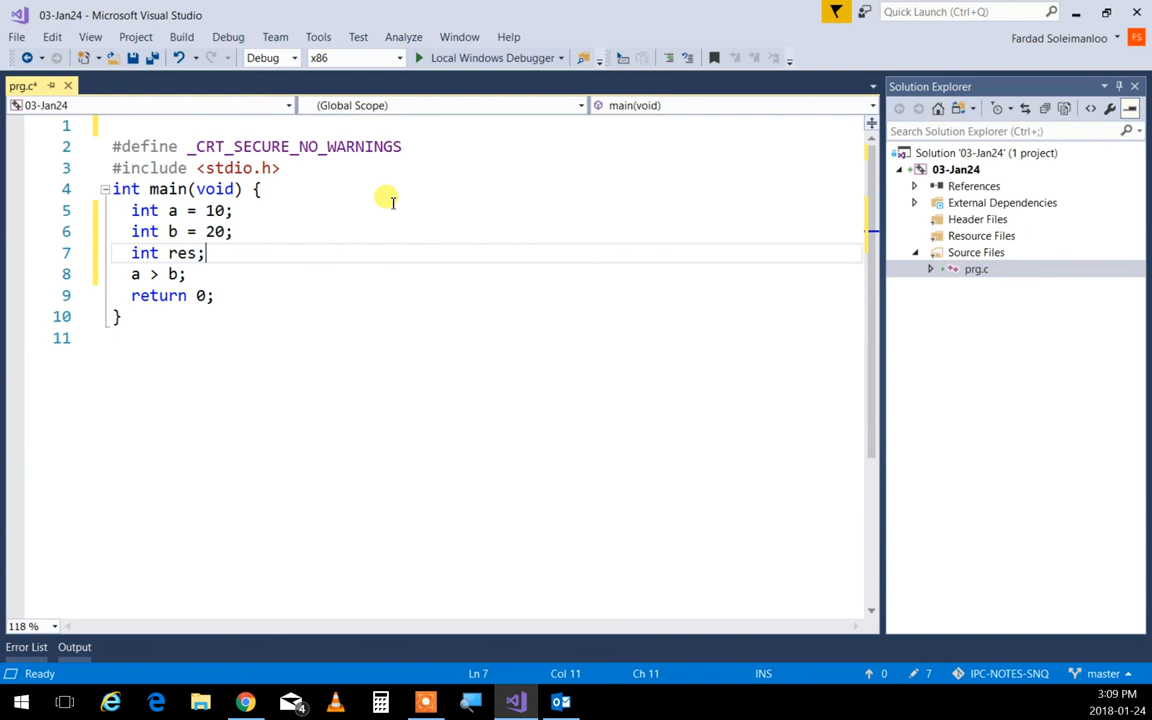 03-Jan24 - Microsoft Visual Studio
Quick Launch (Ctrl+Q)
File Edit View Project Build Debug Team Tools Test Analyze Window Help
Fardad Soleimanloo FS
Debug x86 Local Windows Debugger
prg.c*
Solution Explorer
03-Jan24 (Global Scope) main(void)
Search Solution Explorer (Ctrl+;)
Solution '03-Jan24' (1 project)
03-Jan24
References
External Dependencies
Header Files
Resource Files
Source Files
prg.c
1
2 #define _CRT_SECURE_NO_WARNINGS
3 #include <stdio.h>
4 int main(void) {
5 int a = 10;
6 int b = 20;
7 int res;
8 a > b;
9 return 0;
10 }
11
118 %
Error List Output
Ready Ln 7 Col 11 Ch 11 INS 0 7 IPC-NOTES-SNQ master
4
3:09 PM
2018-01-24